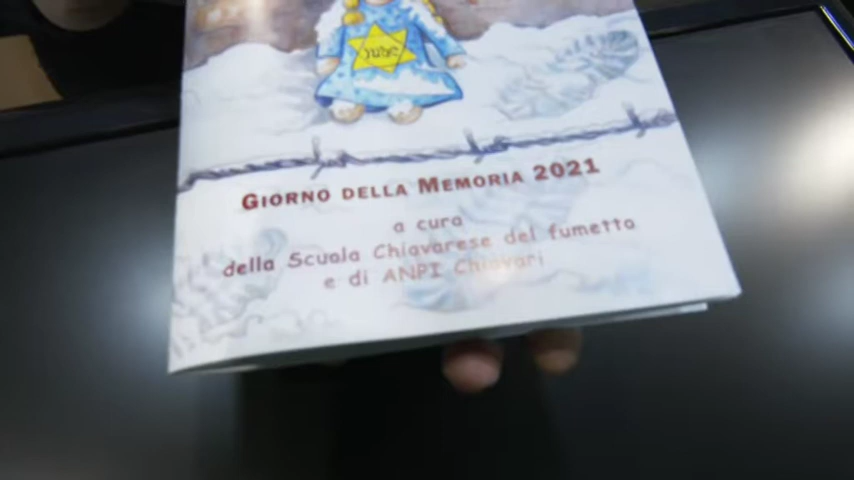 Jude
GIORNO DELLA MEMORIA 2021
a cura
della Scuola Chiavarese del fumetto
e di ANPI Chiavari